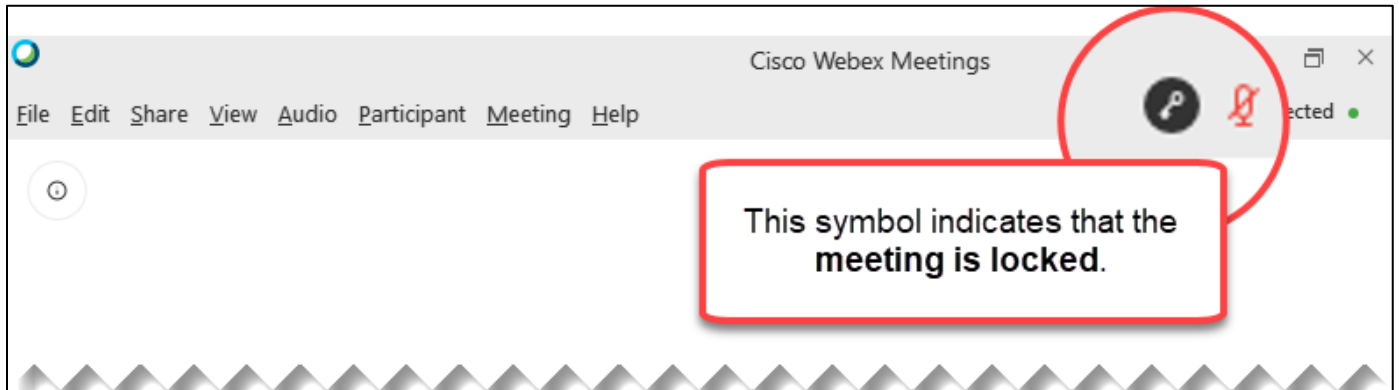 Cisco Webex Meetings
File Edit Share View Audio Participant Meeting Help
ected
This symbol indicates that the
meeting is locked.